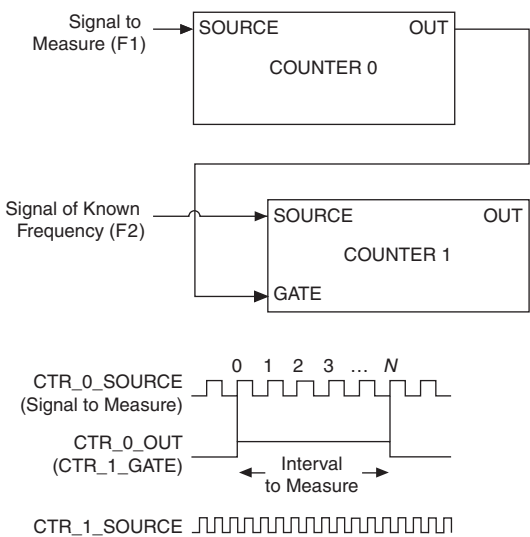 Signal to
Measure (F1)
SOURCE OUT
COUNTER 0
Signal of Known
Frequency (F2)
SOURCE OUT
COUNTER 1
GATE
0 1 2 3 … N
CTR_0_SOURCE
(Signal to Measure)
CTR_0_OUT
(CTR_1_GATE)
Interval
to Measure
CTR_1_SOURCE